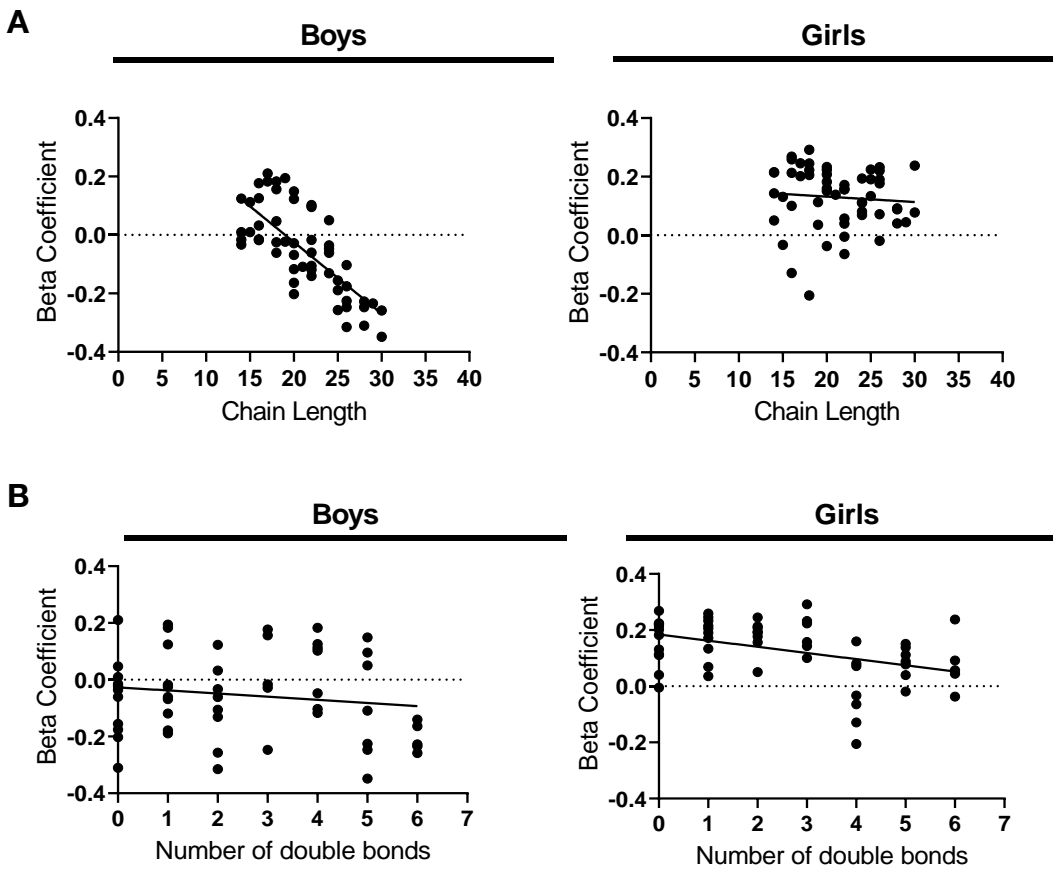 A
Boys
Girls
Beta Coefficient
0.4
0.2
0.0
-0.2
-0.4
0 5 10 15 20 25 30 35 40
Chain Length
Beta Coefficient
0.4
0.2
0.0
-0.2
-0.4
0 5 10 15 20 25 30 35 40
Chain Length
B
Boys
Girls
Beta Coefficient
0.4
0.2
0.0
-0.2
-0.4
0 1 2 3 4 5 6 7
Number of double bonds
Beta Coefficient
0.4
0.2
0.0
-0.2
-0.4
0 1 2 3 4 5 6 7
Number of double bonds